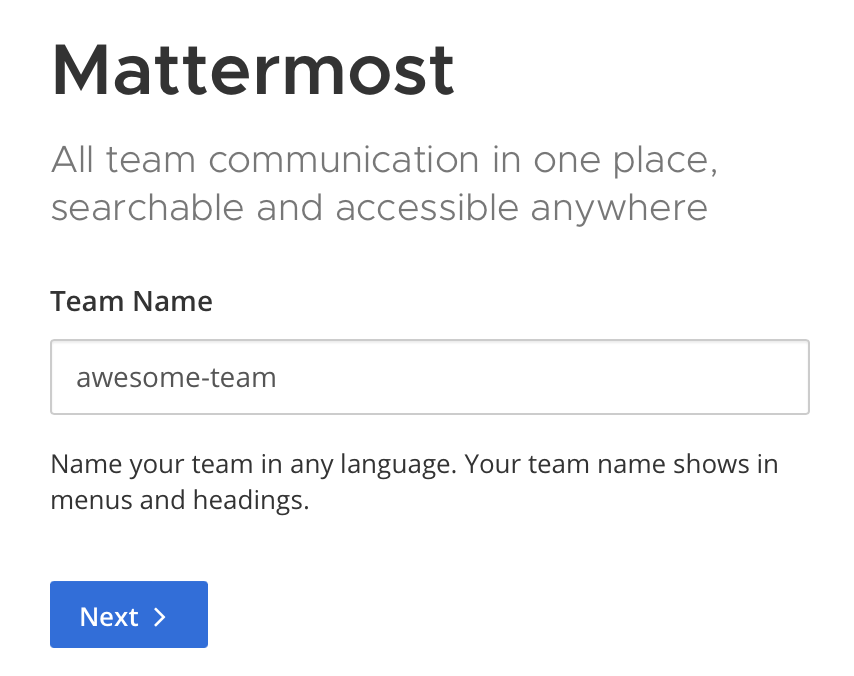 Mattermost
All team communication in one place,
searchable and accessible anywhere
Team Name
awesome-team
Name your team in any language. Your team name shows in
menus and headings.
Next